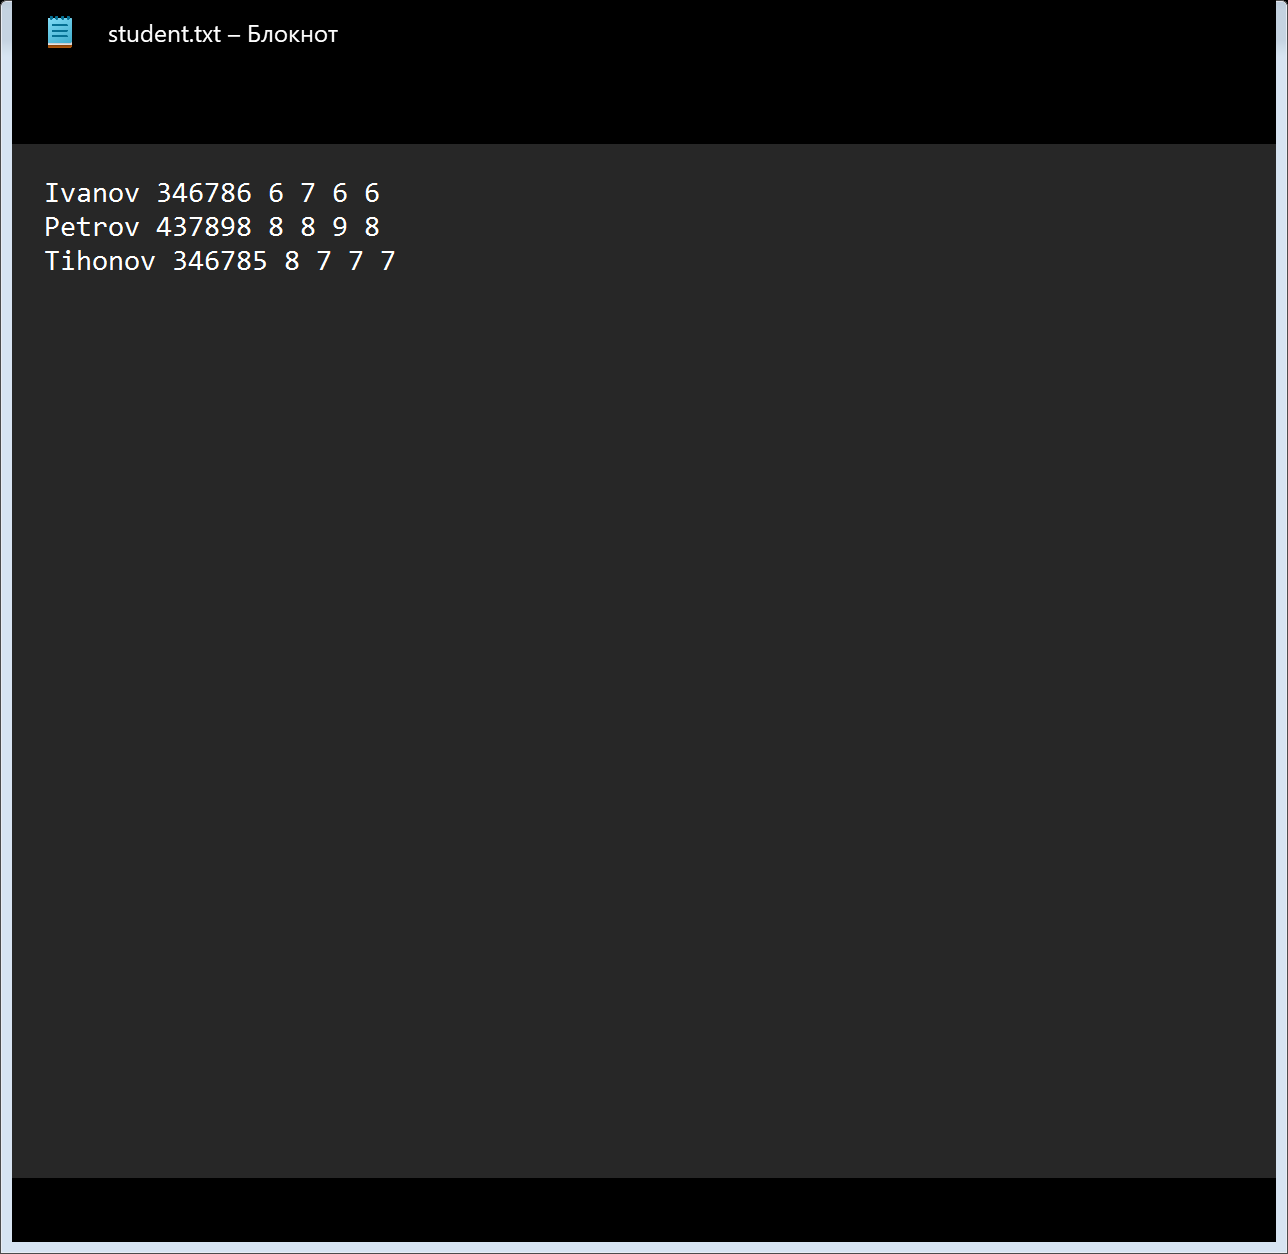 student.txt – Блокнот
Ivanov 346786 6 7 6 6
Petrov 437898 8 8 9 8
Tihonov 346785 8 7 7 7